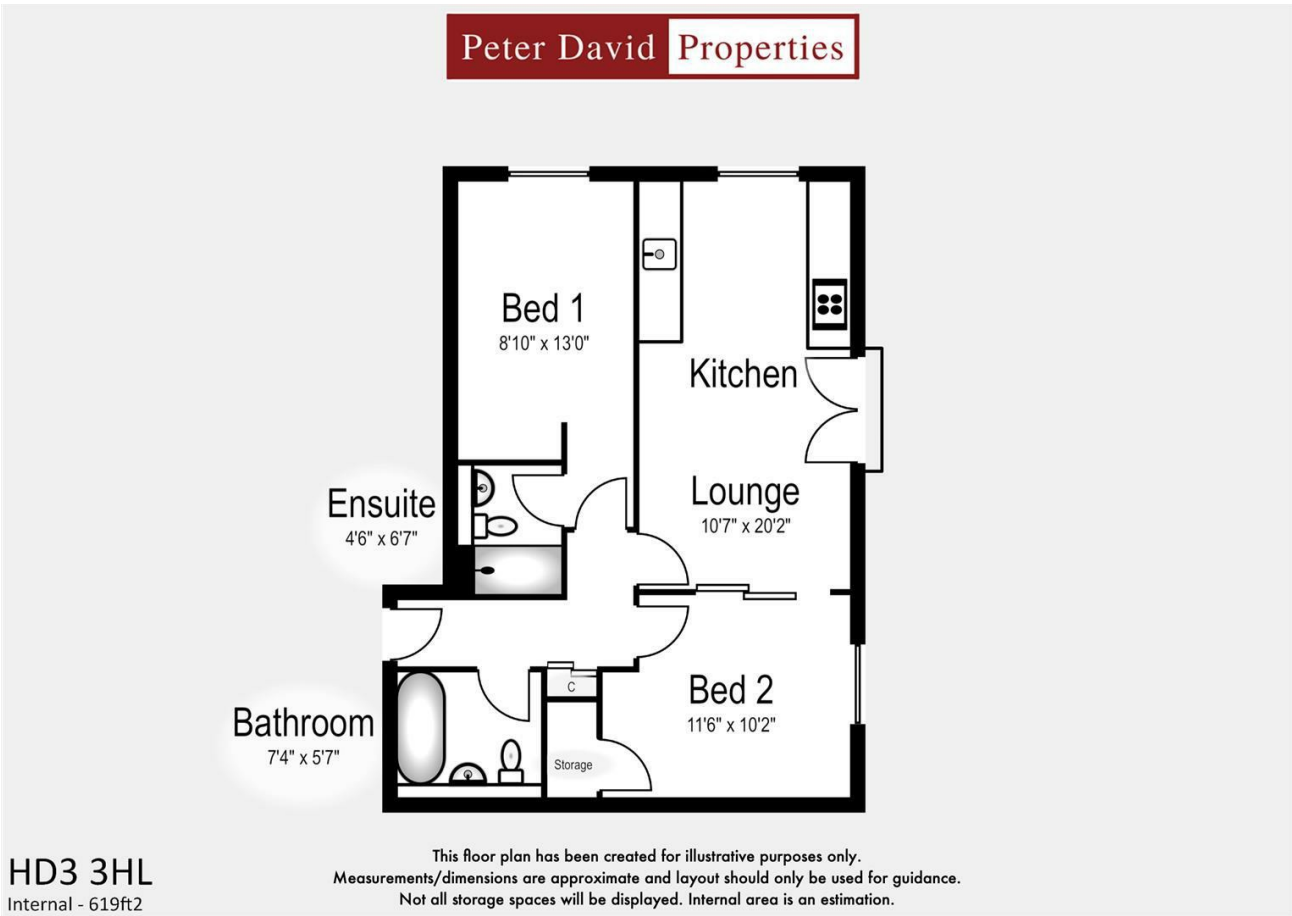 Peter David Properties
Bed 1
8'10" x 13'0"
Kitchen
Lounge
10'7" x 20'2"
Ensuite
4'6" x 6'7"
C
Bed 2
11'6" x 10'2"
Bathroom
7'4" x 5'7"
Storage
HD3 3HL
Internal - 619ft2
This floor plan has been created for illustrative purposes only.
Measurements/dimensions are approximate and layout should only be used for guidance.
Not all storage spaces will be displayed. Internal area is an estimation.